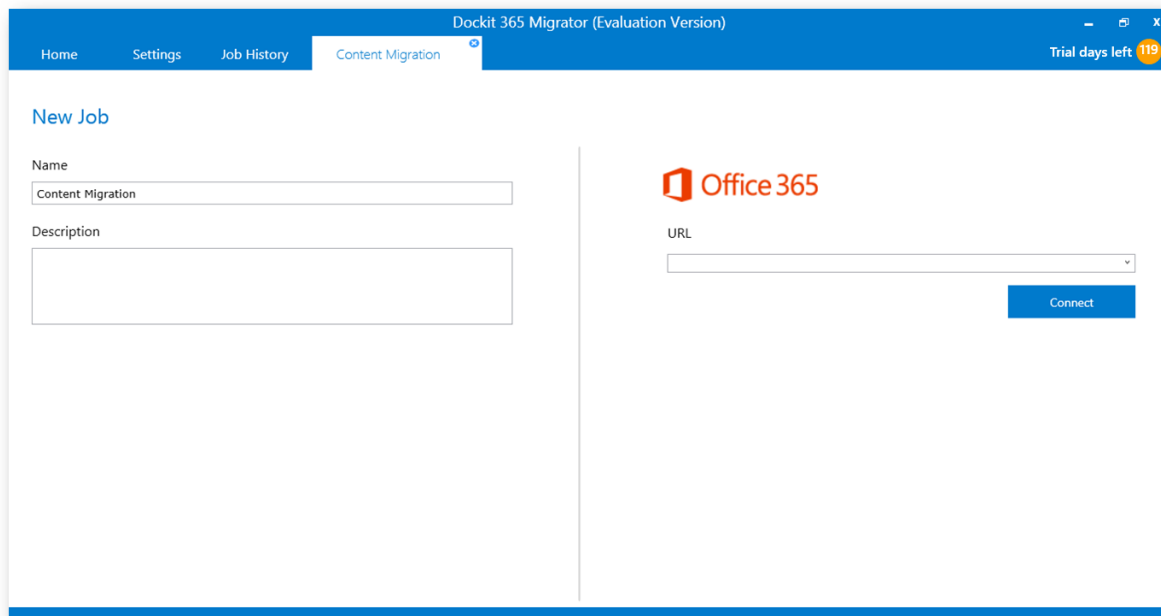 Dockit 365 Migrator (Evaluation Version)
Home Settings Job History Content Migration Trial days left 119
New Job
Name
Content Migration
Description
Office 365
URL
Connect